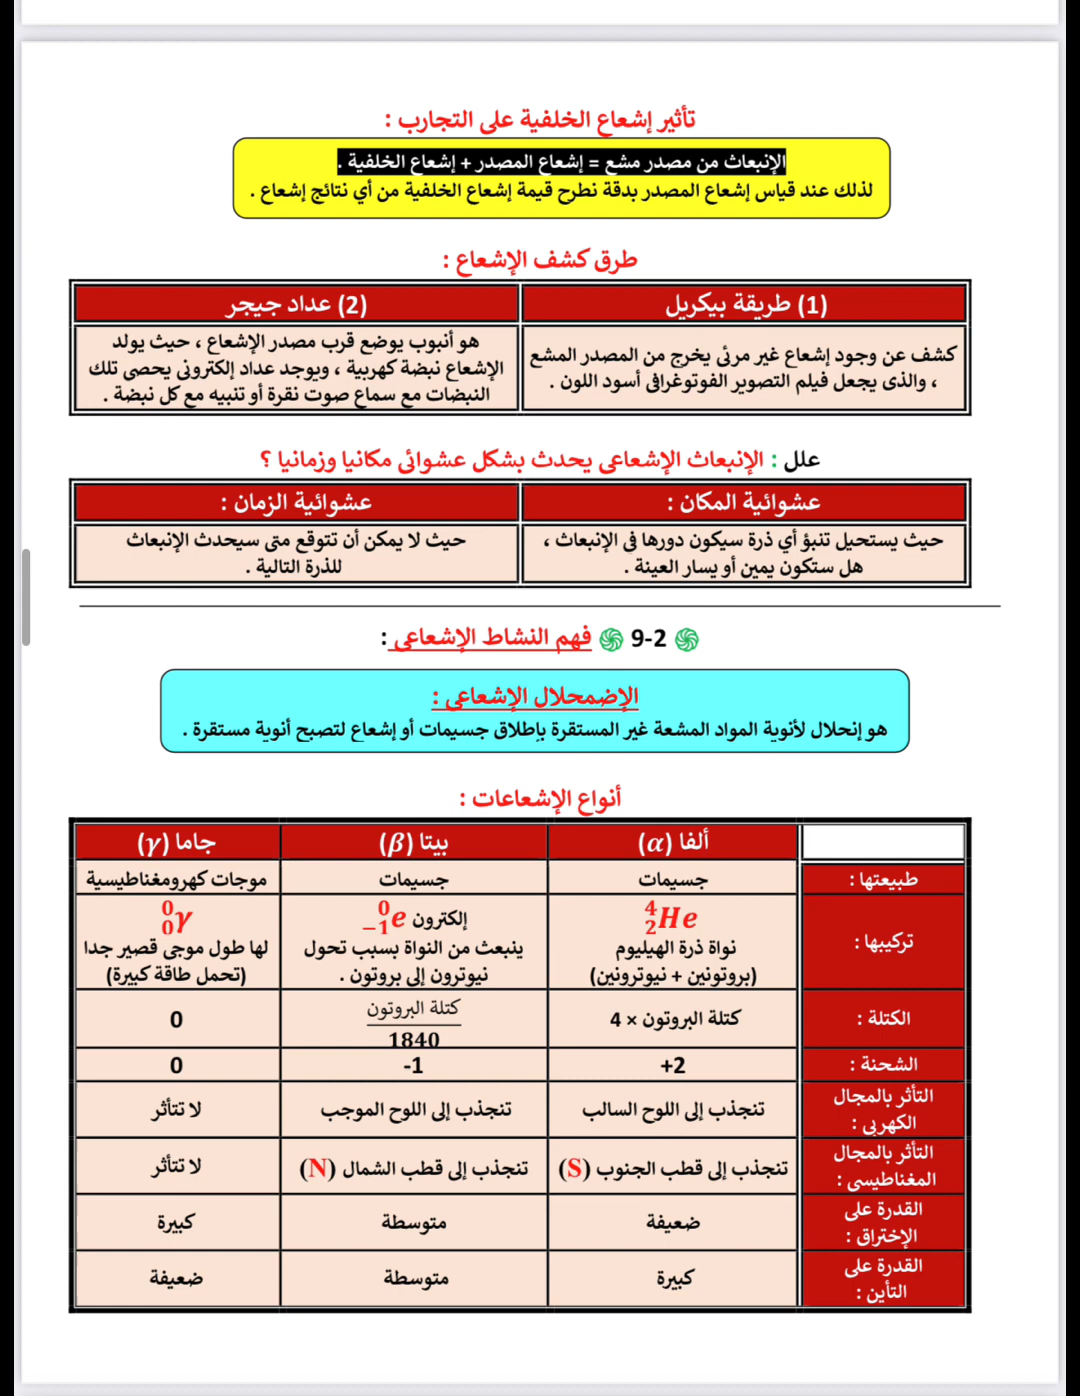 تأثير إشعاع الخلفية على التجارب :
الإنبعاث من مصدر مشع = إشعاع المصدر + إشعاع الخلفية .
لذلك عند قياس إشعاع المصدر بدقة نطرح قيمة إشعاع الخلفية من أي نتائج إشعاع .
طرق كشف الإشعاع :
(1) طريقة بيكريل
(2) عداد جيجر
كشف عن وجود إشعاع غير مرئى يخرج من المصدر المشع
، والذى يجعل فيلم التصوير الفوتوغرافى أسود اللون .
هو أنبوب يوضع قرب مصدر الإشعاع ، حيث يولد
الإشعاع نبضة كهربية ، ويوجد عداد إلكترونى يحصى تلك
النبضات مع سماع صوت نقرة أو تنبيه مع كل نبضة .
علل : الإنبعاث الإشعاعى يحدث بشكل عشوائى مكانيا وزمانيا ؟
عشوائية المكان :
عشوائية الزمان :
حيث يستحيل تنبؤ أي ذرة سيكون دورها فى الإنبعاث ،
هل ستكون يمين أو يسار العينة .
حيث لا يمكن أن تتوقع متى سيحدث الإنبعاث
للذرة التالية .
9-2 فهم النشاط الإشعاعى :
الإضمحلال الإشعاعى :
هو إنحلال لأنوية المواد المشعة غير المستقرة بإطلاق جسيمات أو إشعاع لتصبح أنوية مستقرة .
أنواع الإشعاعات :
ألفا (α)
بيتا (β)
جاما (γ)
طبيعتها :
جسيمات
جسيمات
موجات كهرومغناطيسية
تركيبها :
⁴₂He
نواة ذرة الهيليوم
(بروتونين + نيوترونين)
إلكترون ⁰₋₁e
ينبعث من النواة بسبب تحول
نيوترون إلى بروتون .
⁰₀γ
لها طول موجى قصير جدا
(تحمل طاقة كبيرة)
الكتلة :
كتلة البروتون × 4
كتلة البروتون
1840
0
الشحنة :
+2
-1
0
التأثر بالمجال
الكهربى :
تنجذب إلى اللوح السالب
تنجذب إلى اللوح الموجب
لا تتأثر
التأثر بالمجال
المغناطيسى :
تنجذب إلى قطب الجنوب (S)
تنجذب إلى قطب الشمال (N)
لا تتأثر
القدرة على
الإختراق :
ضعيفة
متوسطة
كبيرة
القدرة على
التأين :
كبيرة
متوسطة
ضعيفة